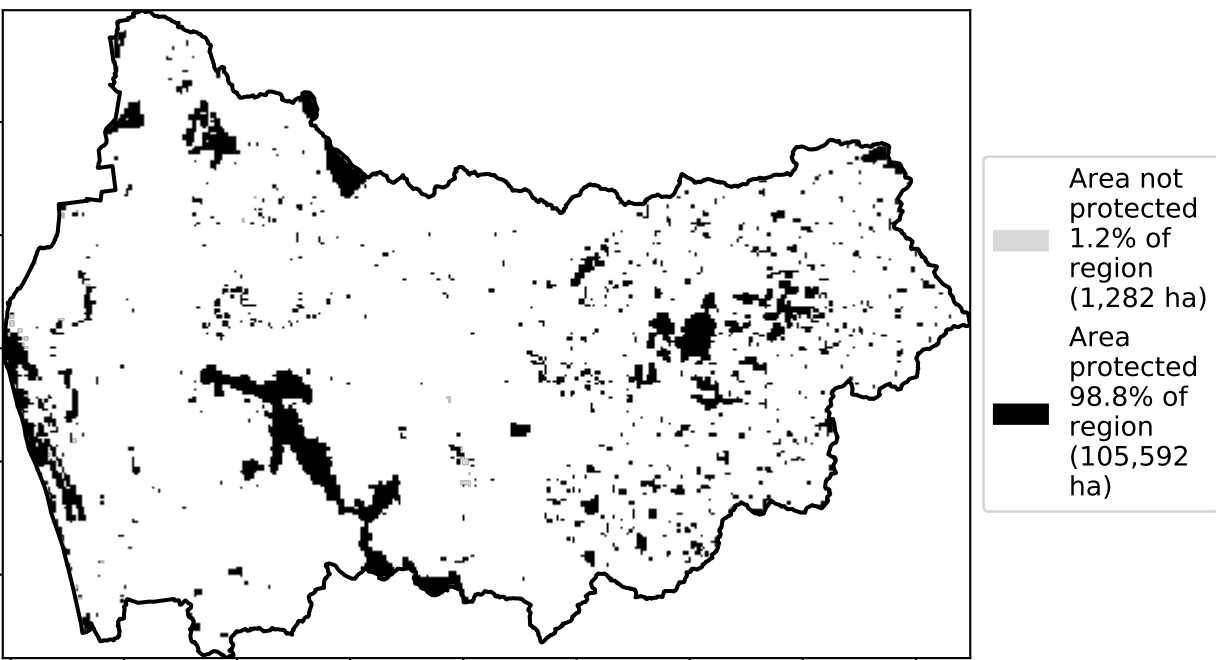 Area not
protected
1.2% of
region
(1,282 ha)
Area
protected
98.8% of
region
(105,592
ha)